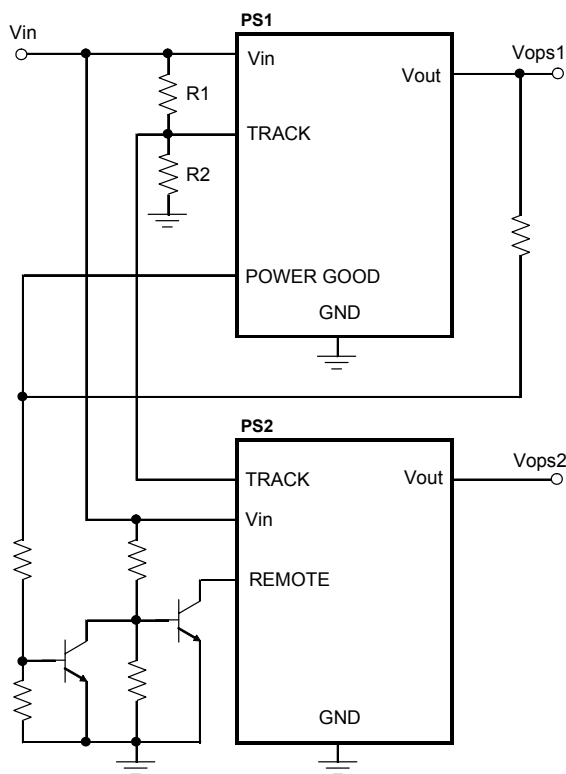 PS1
Vin
Vin
R1
Vout
Vops1
TRACK
R2
POWER GOOD
GND
PS2
TRACK
Vout
Vops2
Vin
REMOTE
GND